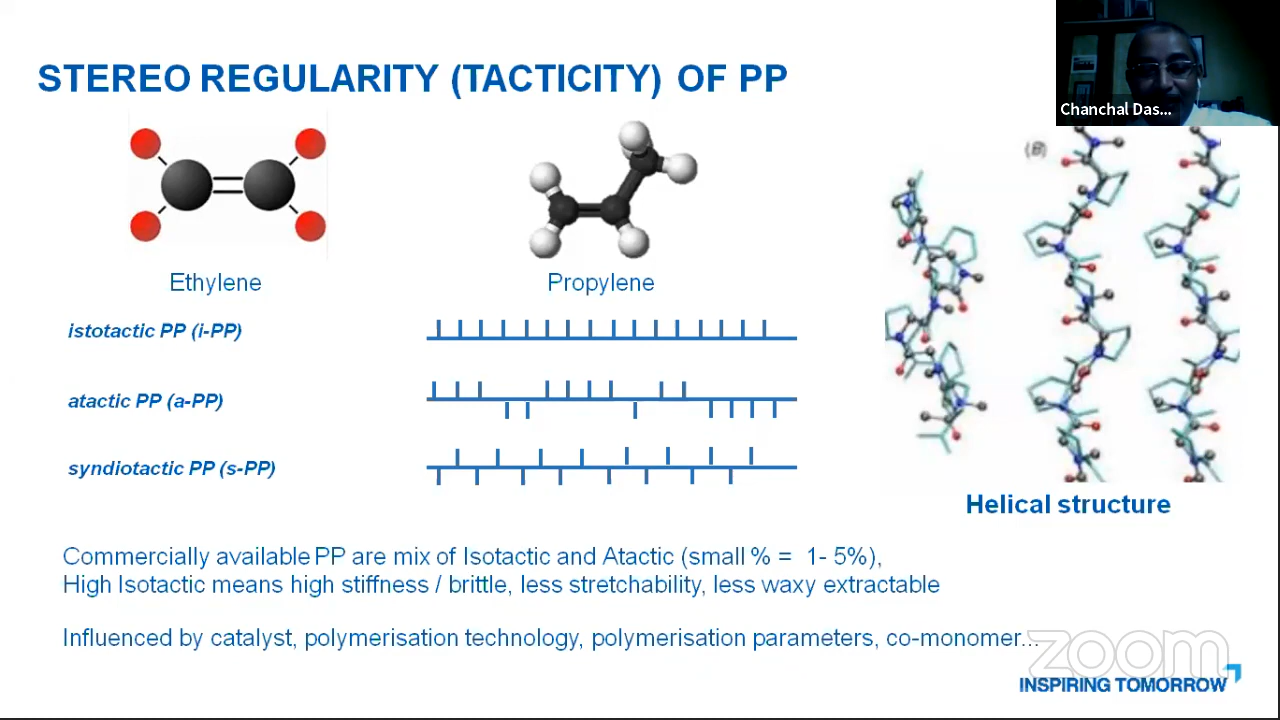 STEREO REGULARITY (TACTICITY) OF PP
Chanchal Das...
(B)
Ethylene
Propylene
istotactic PP (i-PP)
atactic PP (a-PP)
syndiotactic PP (s-PP)
Helical structure
Commercially available PP are mix of Isotactic and Atactic (small % = 1- 5%),
High Isotactic means high stiffness / brittle, less stretchability, less waxy extractable
Influenced by catalyst, polymerisation technology, polymerisation parameters, co-monomer...
zoom
INSPIRING TOMORROW